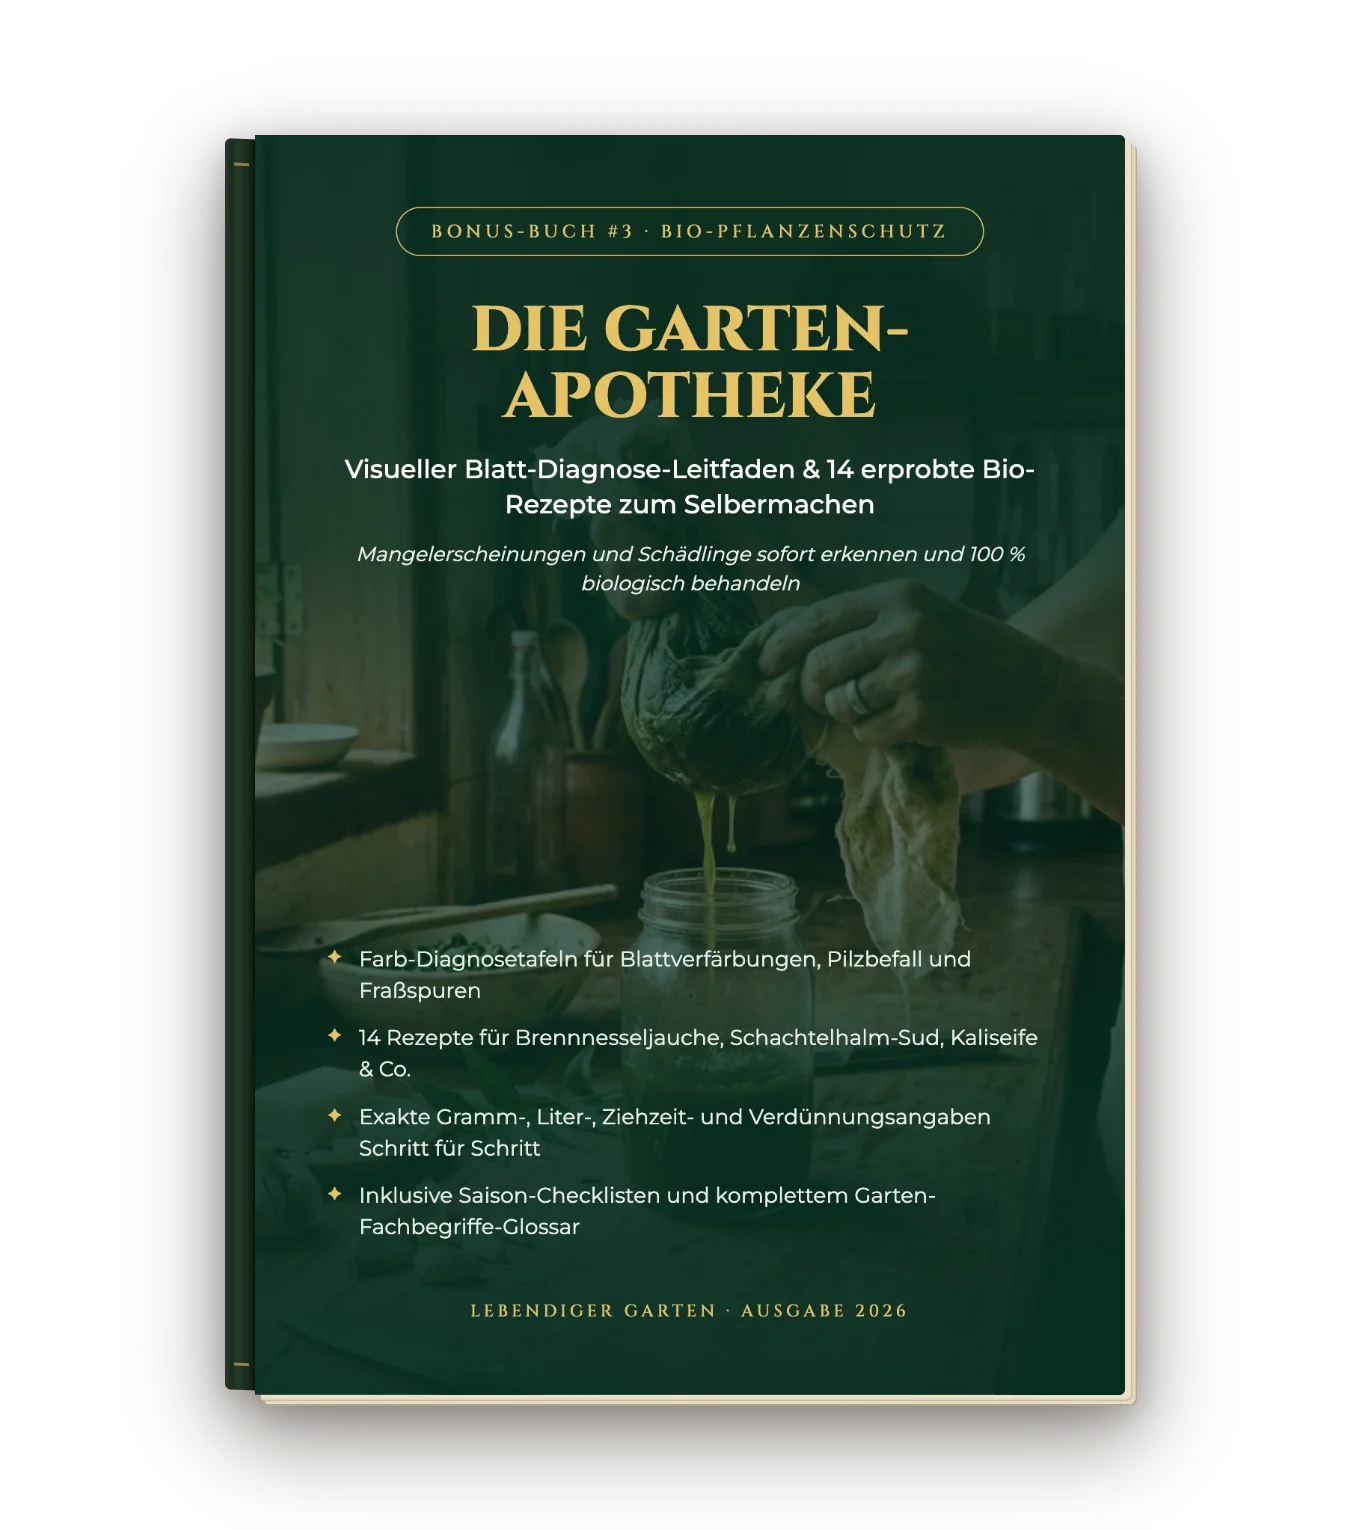 BONUS-BUCH #3 · BIO-PFLANZENSCHUTZ
DIE GARTEN-
APOTHEKE
Visueller Blatt-Diagnose-Leitfaden & 14 erprobte Bio-
Rezepte zum Selbermachen
Mangelerscheinungen und Schädlinge sofort erkennen und 100 %
biologisch behandeln
✦ Farb-Diagnosetafeln für Blattverfärbungen, Pilzbefall und
Fraßspuren
✦ 14 Rezepte für Brennnesseljauche, Schachtelhalm-Sud, Kaliseife
& Co.
✦ Exakte Gramm-, Liter-, Ziehzeit- und Verdünnungsangaben
Schritt für Schritt
✦ Inklusive Saison-Checklisten und komplettem Garten-
Fachbegriffe-Glossar
LEBENDIGER GARTEN · AUSGABE 2026